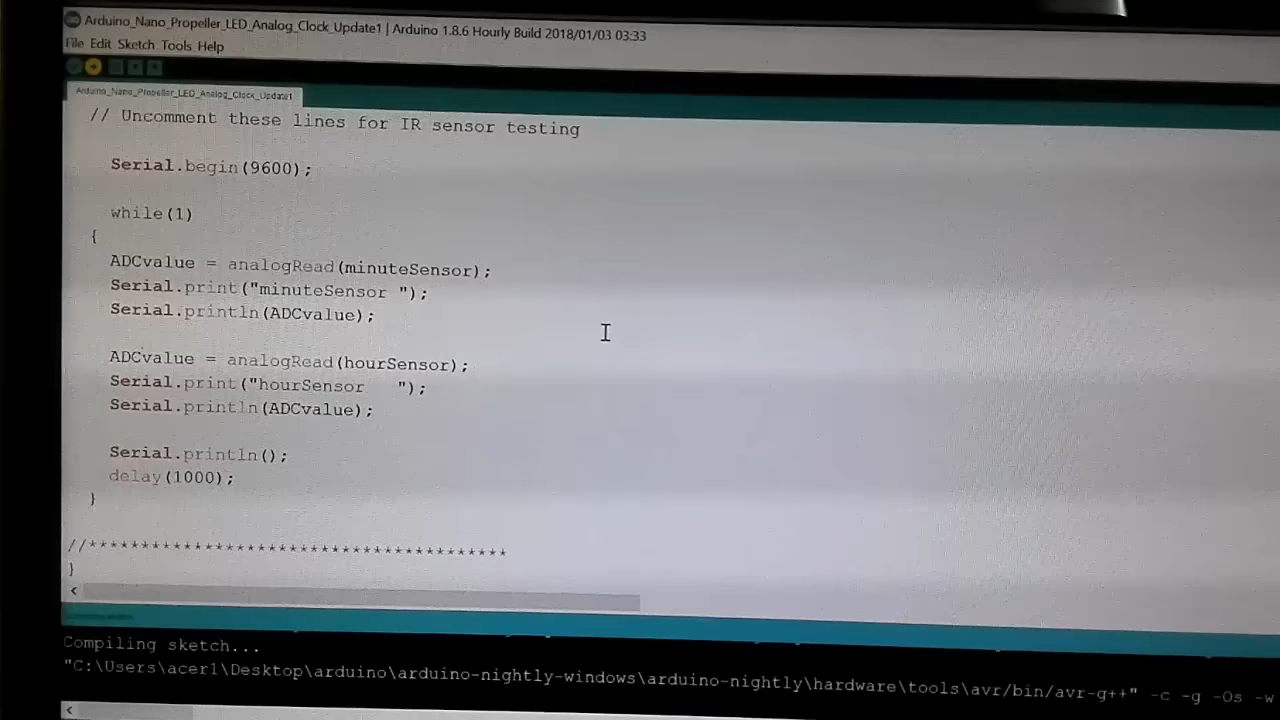 Arduino_Nano_Propeller_LED_Analog_Clock_Update1 | Arduino 1.8.6 Hourly Build 2018/01/03 03:33
File Edit Sketch Tools Help
Arduino_Nano_Propeller_LED_Analog_Clock_Update1
// Uncomment these lines for IR sensor testing
Serial.begin(9600);
while(1)
{
ADCvalue = analogRead(minuteSensor);
Serial.print("minuteSensor ");
Serial.println(ADCvalue);
ADCvalue = analogRead(hourSensor);
Serial.print("hourSensor   ");
Serial.println(ADCvalue);
Serial.println();
delay(1000);
}
//****************************************
}
Compiling sketch...
"C:\Users\acer1\Desktop\arduino\arduino-nightly-windows\arduino-nightly\hardware\tools\avr/bin/avr-g++" -c -g -Os -w